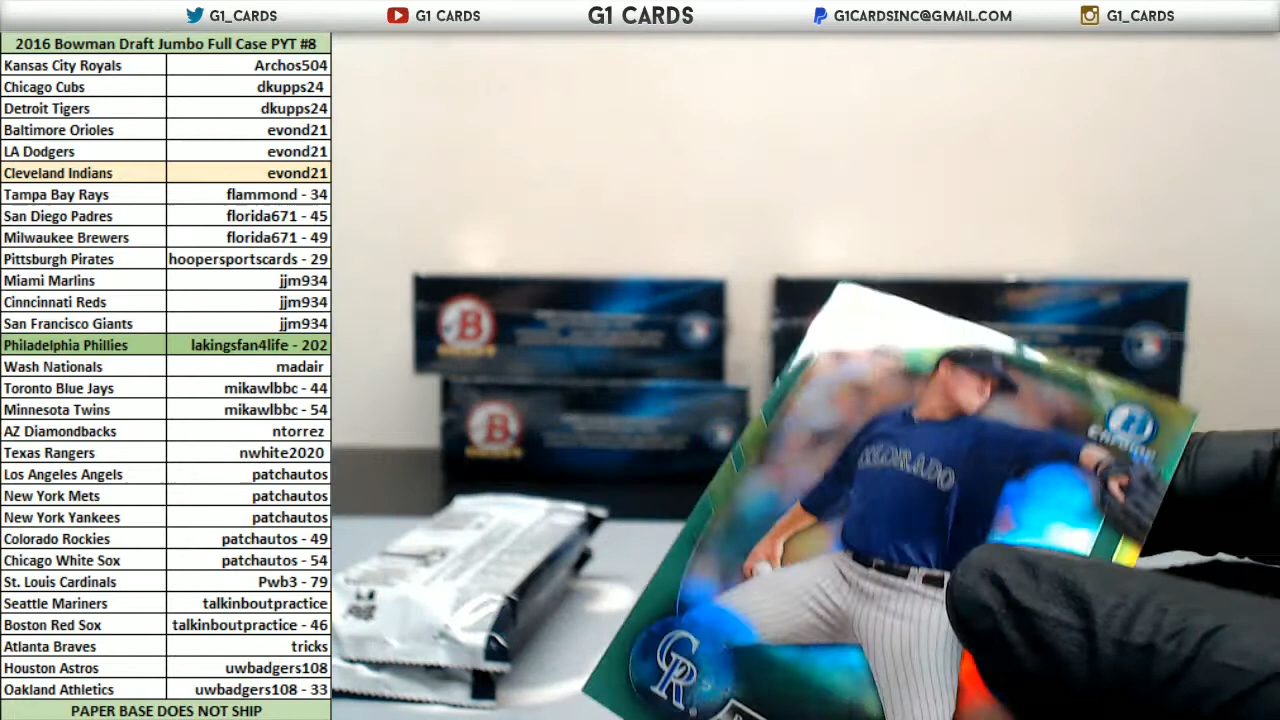 G1_CARDS
G1 CARDS
G1 CARDS
G1CARDSINC@GMAIL.COM
G1_CARDS
2016 Bowman Draft Jumbo Full Case PYT #8
Kansas City Royals Archos504
Chicago Cubs dkupps24
Detroit Tigers dkupps24
Baltimore Orioles evond21
LA Dodgers evond21
Cleveland Indians evond21
Tampa Bay Rays flammond - 34
San Diego Padres florida671 - 45
Milwaukee Brewers florida671 - 49
Pittsburgh Pirates hoopersportscards - 29
Miami Marlins jjm934
Cinncinnati Reds jjm934
San Francisco Giants jjm934
Philadelphia Phillies lakingsfan4life - 202
Wash Nationals madair
Toronto Blue Jays mikawlbbc - 44
Minnesota Twins mikawlbbc - 54
AZ Diamondbacks ntorrez
Texas Rangers nwhite2020
Los Angeles Angels patchautos
New York Mets patchautos
New York Yankees patchautos
Colorado Rockies patchautos - 49
Chicago White Sox patchautos - 54
St. Louis Cardinals Pwb3 - 79
Seattle Mariners talkinboutpractice
Boston Red Sox talkinboutpractice - 46
Atlanta Braves tricks
Houston Astros uwbadgers108
Oakland Athletics uwbadgers108 - 33
PAPER BASE DOES NOT SHIP
B
B
COLORADO
CHROME
CR